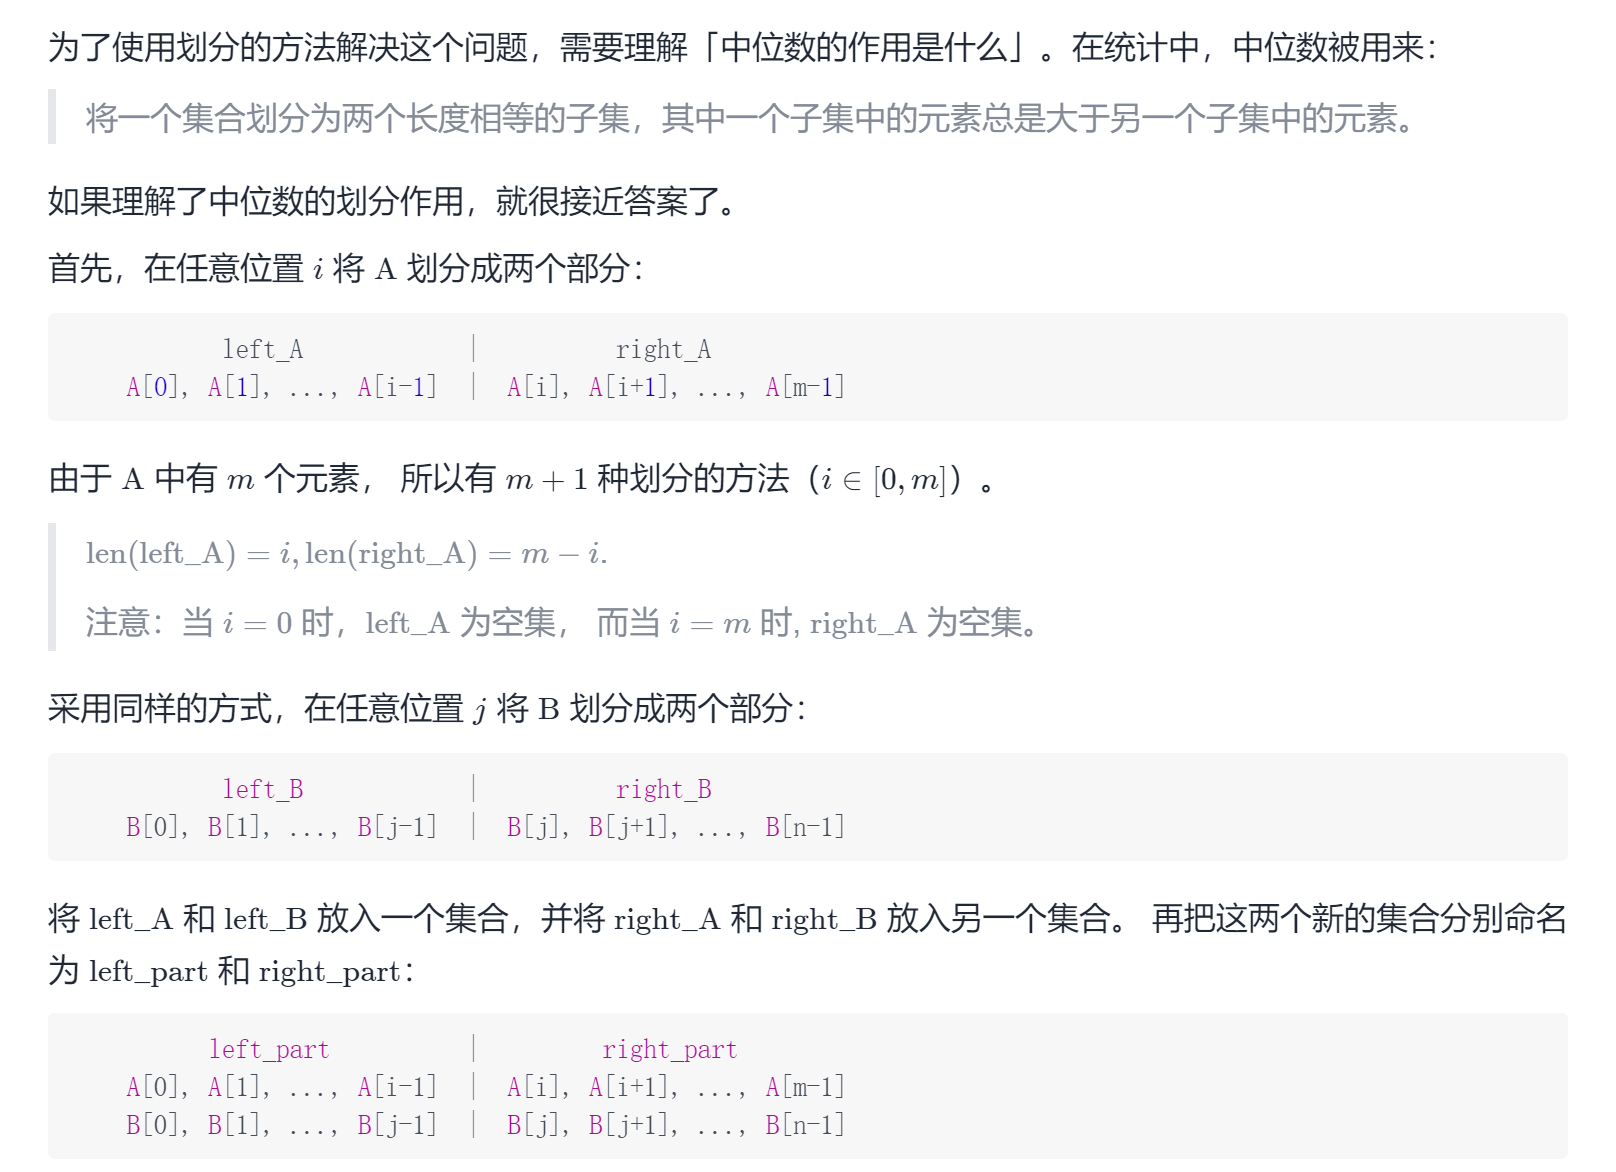 为了使用划分的方法解决这个问题，需要理解「中位数的作用是什么」。在统计中，中位数被用来：
将一个集合划分为两个长度相等的子集，其中一个子集中的元素总是大于另一个子集中的元素。
如果理解了中位数的划分作用，就很接近答案了。
首先，在任意位置 i 将 A 划分成两个部分：
left_A | right_A
A[0], A[1], ..., A[i-1] | A[i], A[i+1], ..., A[m-1]
由于 A 中有 m 个元素， 所以有 m + 1 种划分的方法（i ∈ [0, m]）。
len(left_A) = i, len(right_A) = m − i.
注意：当 i = 0 时，left_A 为空集， 而当 i = m 时, right_A 为空集。
采用同样的方式，在任意位置 j 将 B 划分成两个部分：
left_B | right_B
B[0], B[1], ..., B[j-1] | B[j], B[j+1], ..., B[n-1]
将 left_A 和 left_B 放入一个集合，并将 right_A 和 right_B 放入另一个集合。 再把这两个新的集合分别命名
为 left_part 和 right_part：
left_part | right_part
A[0], A[1], ..., A[i-1] | A[i], A[i+1], ..., A[m-1]
B[0], B[1], ..., B[j-1] | B[j], B[j+1], ..., B[n-1]